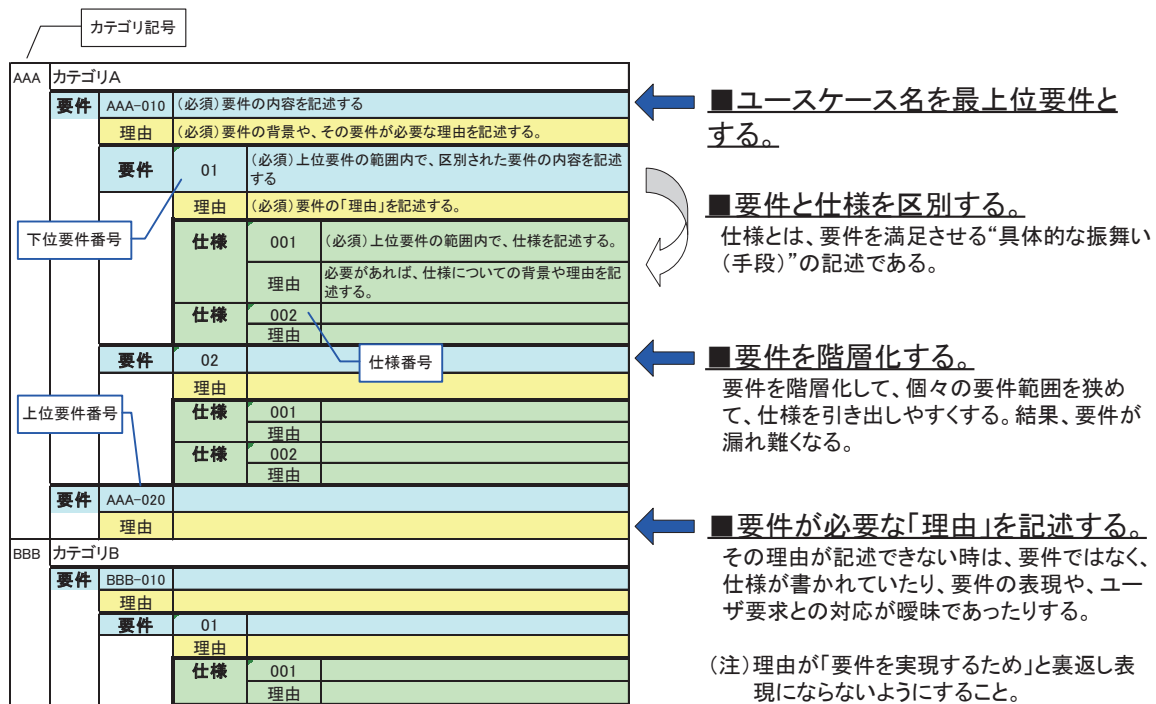 カテゴリ記号
AAA カテゴリA
要件 AAA-010 (必須)要件の内容を記述する
理由 (必須)要件の背景や、その要件が必要な理由を記述する。
要件 01 (必須)上位要件の範囲内で、区別された要件の内容を記述
する
理由 (必須)要件の「理由」を記述する。
下位要件番号
仕様 001 (必須)上位要件の範囲内で、仕様を記述する。
理由 必要があれば、仕様についての背景や理由を記
述する。
仕様 002
理由
仕様番号
要件 02
理由
上位要件番号
仕様 001
理由
仕様 002
理由
要件 AAA-020
理由
BBB カテゴリB
要件 BBB-010
理由
要件 01
理由
仕様 001
理由
■ユースケース名を最上位要件と
する。
■要件と仕様を区別する。
仕様とは、要件を満足させる“具体的な振舞い
(手段)”の記述である。
■要件を階層化する。
要件を階層化して、個々の要件範囲を狭め
て、仕様を引き出しやすくする。結果、要件が
漏れ難くなる。
■要件が必要な「理由」を記述する。
その理由が記述できない時は、要件ではなく、
仕様が書かれていたり、要件の表現や、ユー
ザ要求との対応が曖昧であったりする。
(注)理由が「要件を実現するため」と裏返し表
現にならないようにすること。